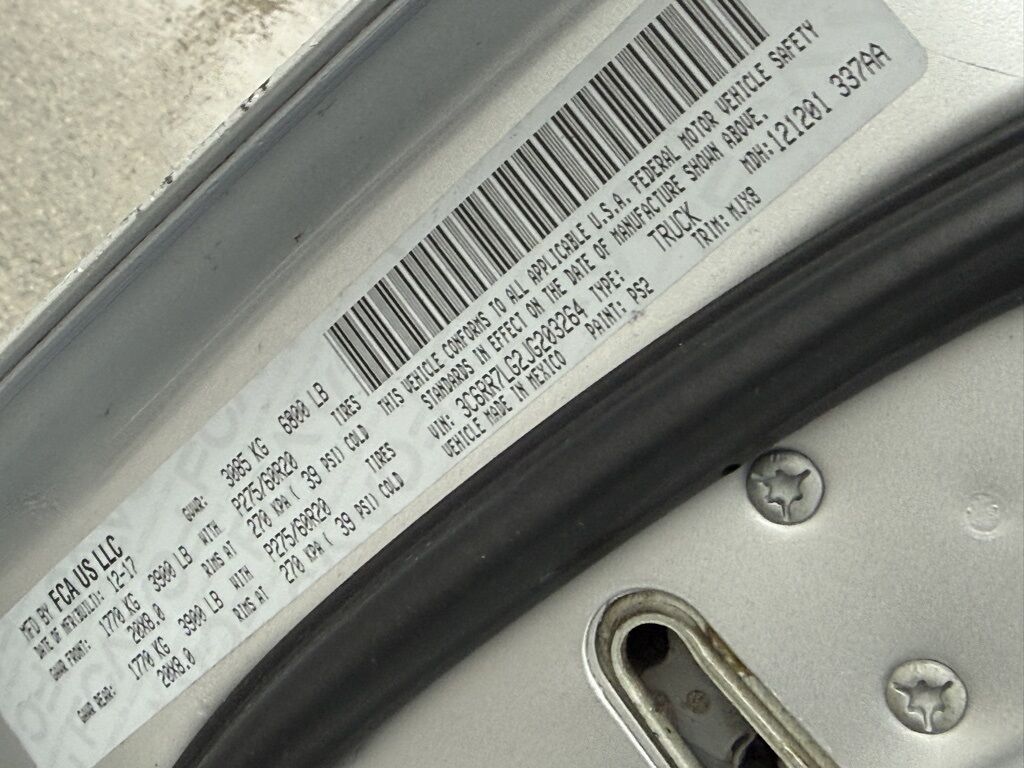 MFD BY FCA US LLC
DATE OF MFR(BUILT): 12-17 GVWR: 3085 KG 6800 LB
GAWR FRONT: 1770 KG 3900 LB WITH P275/60R20 TIRES
20X8.0 RIMS AT 270 KPA( 39 PSI) COLD
GAWR REAR: 1770 KG 3900 LB WITH P275/60R20 TIRES
20X8.0 RIMS AT 270 KPA( 39 PSI) COLD
THIS VEHICLE CONFORMS TO ALL APPLICABLE U.S.A. FEDERAL MOTOR VEHICLE SAFETY
STANDARDS IN EFFECT ON THE DATE OF MANUFACTURE SHOWN ABOVE.
VIN: 3C6RR7LG2JG203264 TYPE: TRUCK MDH: 121201 337AA
VEHICLE MADE IN MEXICO PAINT: PS2 TRIM: MJX9